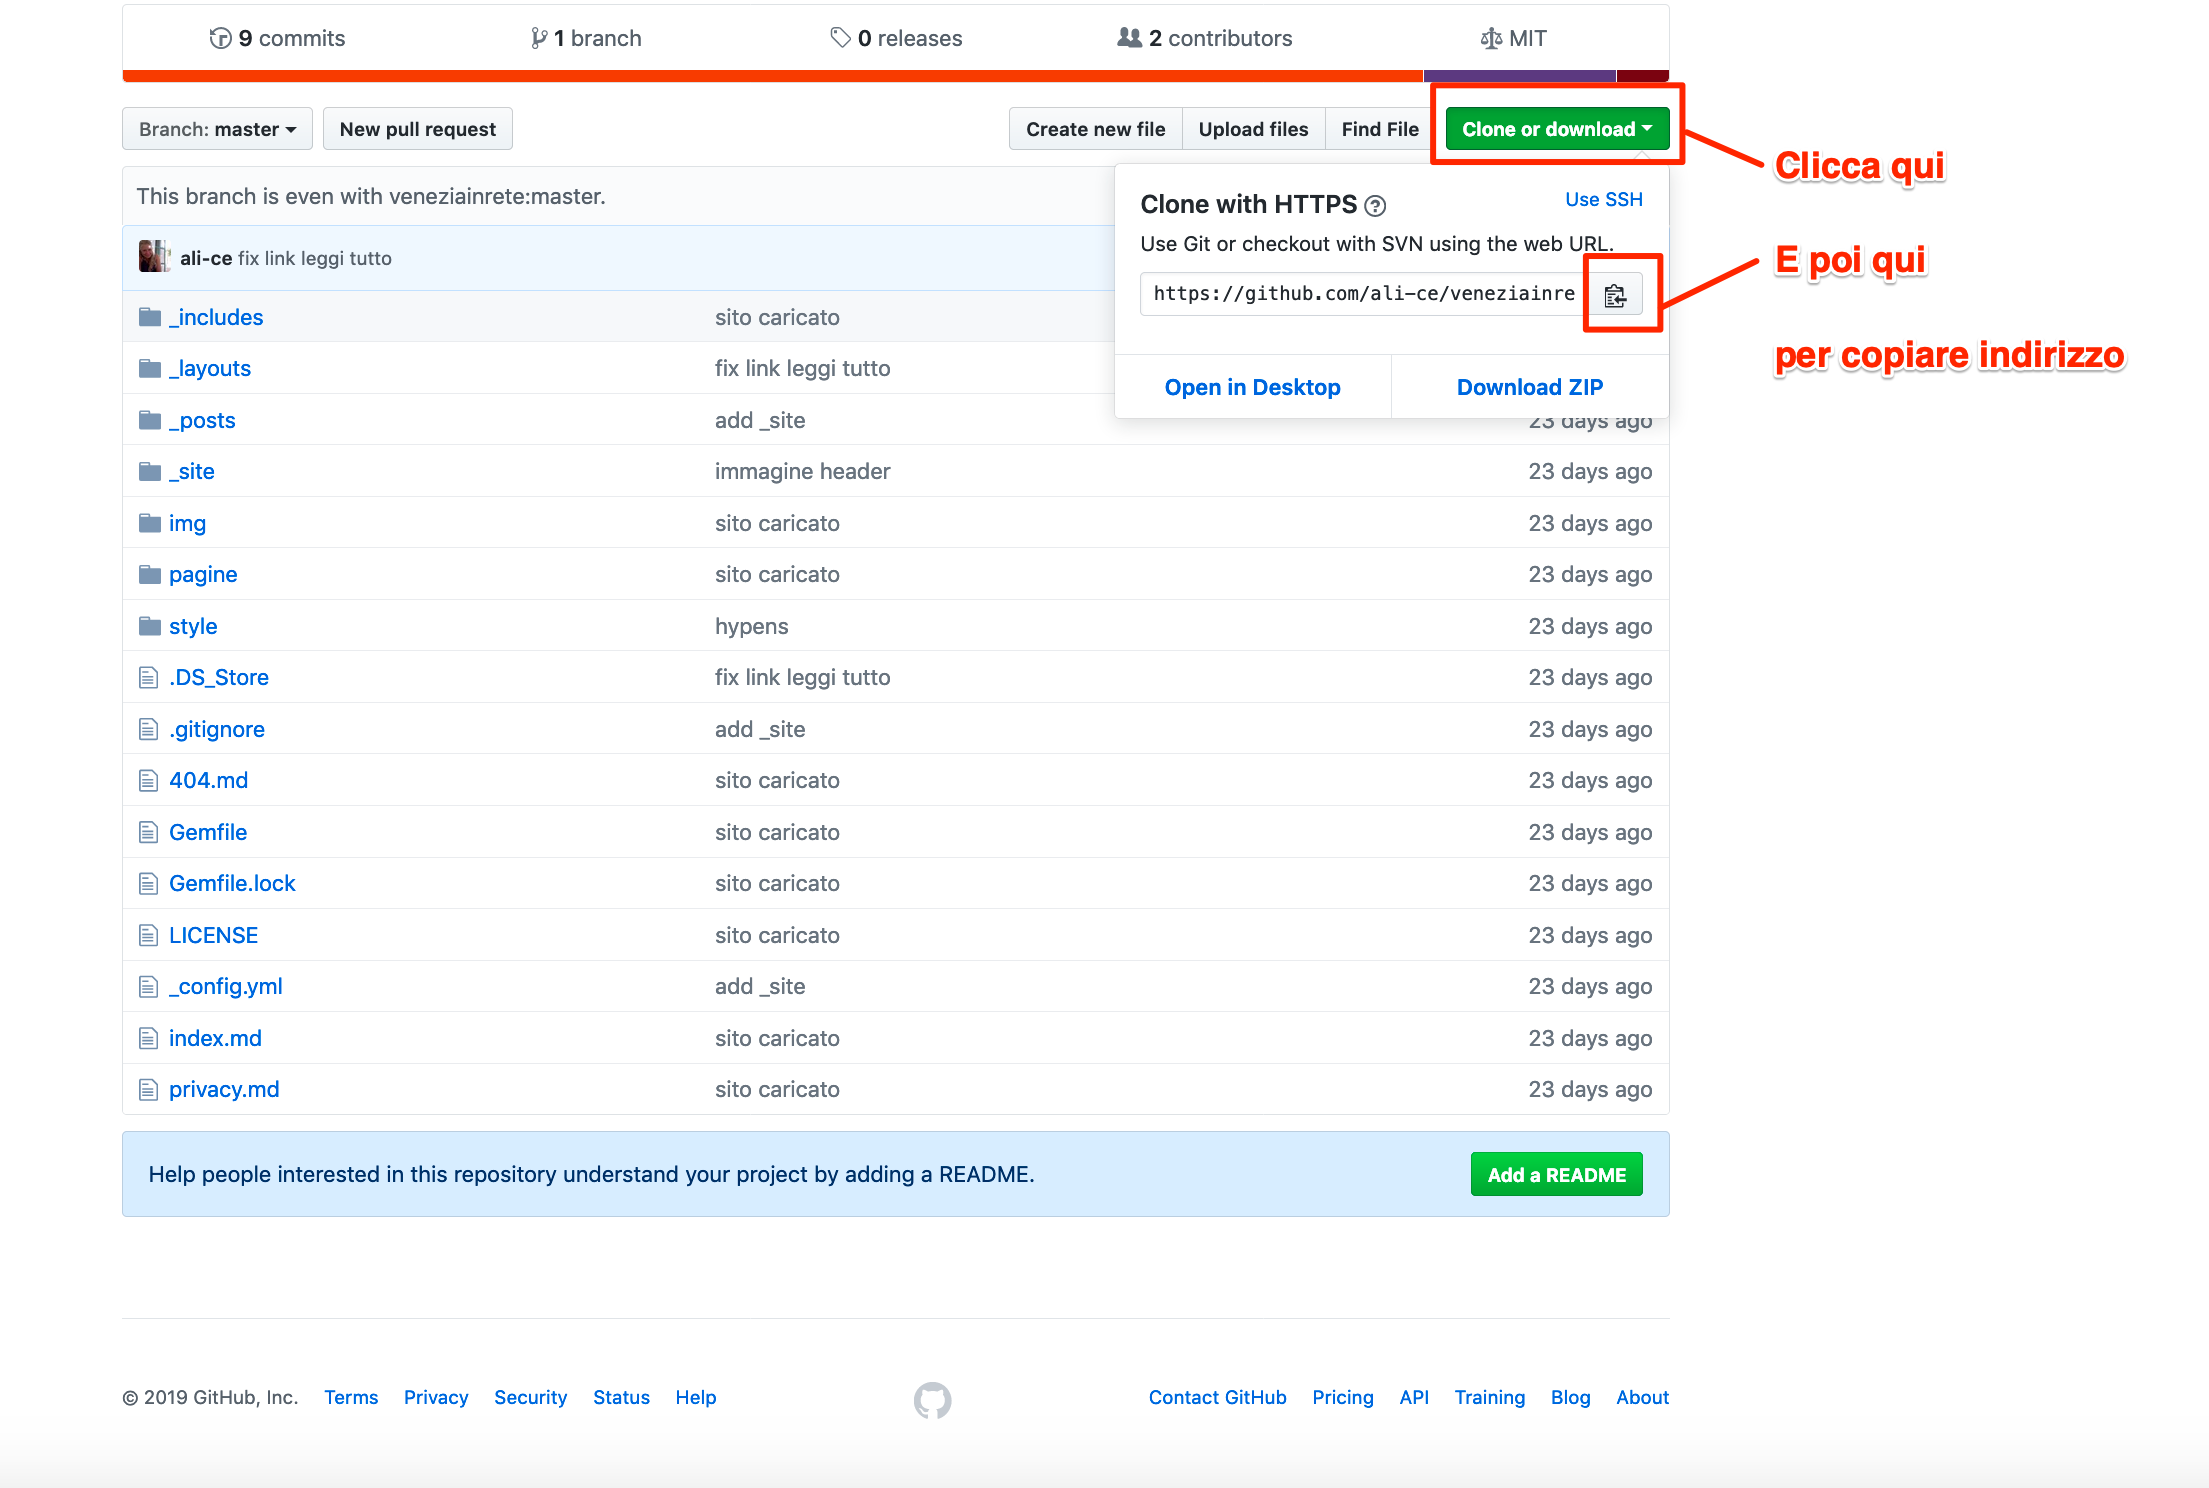 9 commits
1 branch
0 releases
2 contributors
MIT
Branch: master
New pull request
Create new file
Upload files
Find File
Clone or download
Clicca qui
This branch is even with veneziainrete:master.
Clone with HTTPS
Use SSH
Use Git or checkout with SVN using the web URL.
E poi qui
ali-ce fix link leggi tutto
https://github.com/ali-ce/veneziainre
per copiare indirizzo
Open in Desktop
Download ZIP
_includes sito caricato
_layouts fix link leggi tutto
_posts add _site 23 days ago
_site immagine header 23 days ago
img sito caricato 23 days ago
pagine sito caricato 23 days ago
style hypens 23 days ago
.DS_Store fix link leggi tutto 23 days ago
.gitignore add _site 23 days ago
404.md sito caricato 23 days ago
Gemfile sito caricato 23 days ago
Gemfile.lock sito caricato 23 days ago
LICENSE sito caricato 23 days ago
_config.yml add _site 23 days ago
index.md sito caricato 23 days ago
privacy.md sito caricato 23 days ago
Help people interested in this repository understand your project by adding a README.
Add a README
© 2019 GitHub, Inc. Terms Privacy Security Status Help
Contact GitHub Pricing API Training Blog About